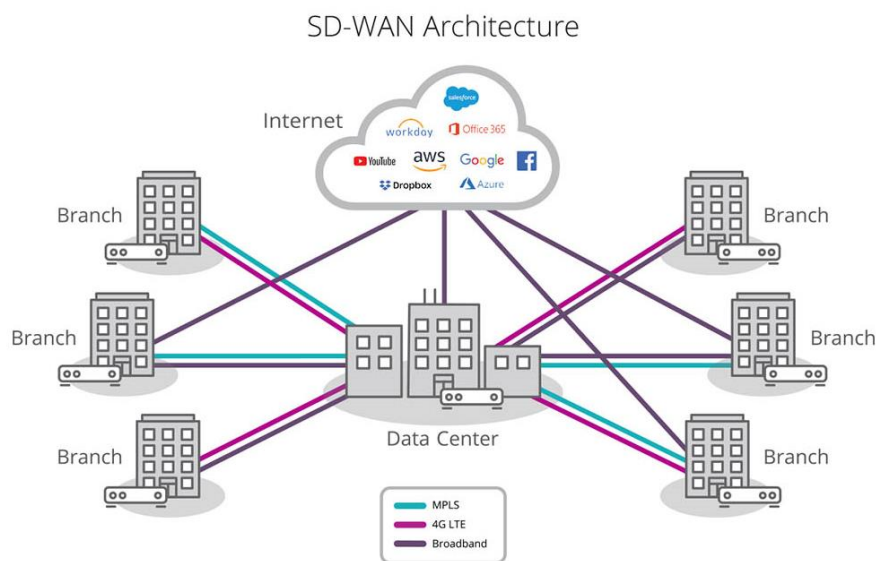 SD-WAN Architecture
Internet
salesforce
workday
Office 365
YouTube
aws
Google
Dropbox
Azure
Branch
Branch
Branch
Branch
Branch
Branch
Data Center
MPLS
4G LTE
Broadband